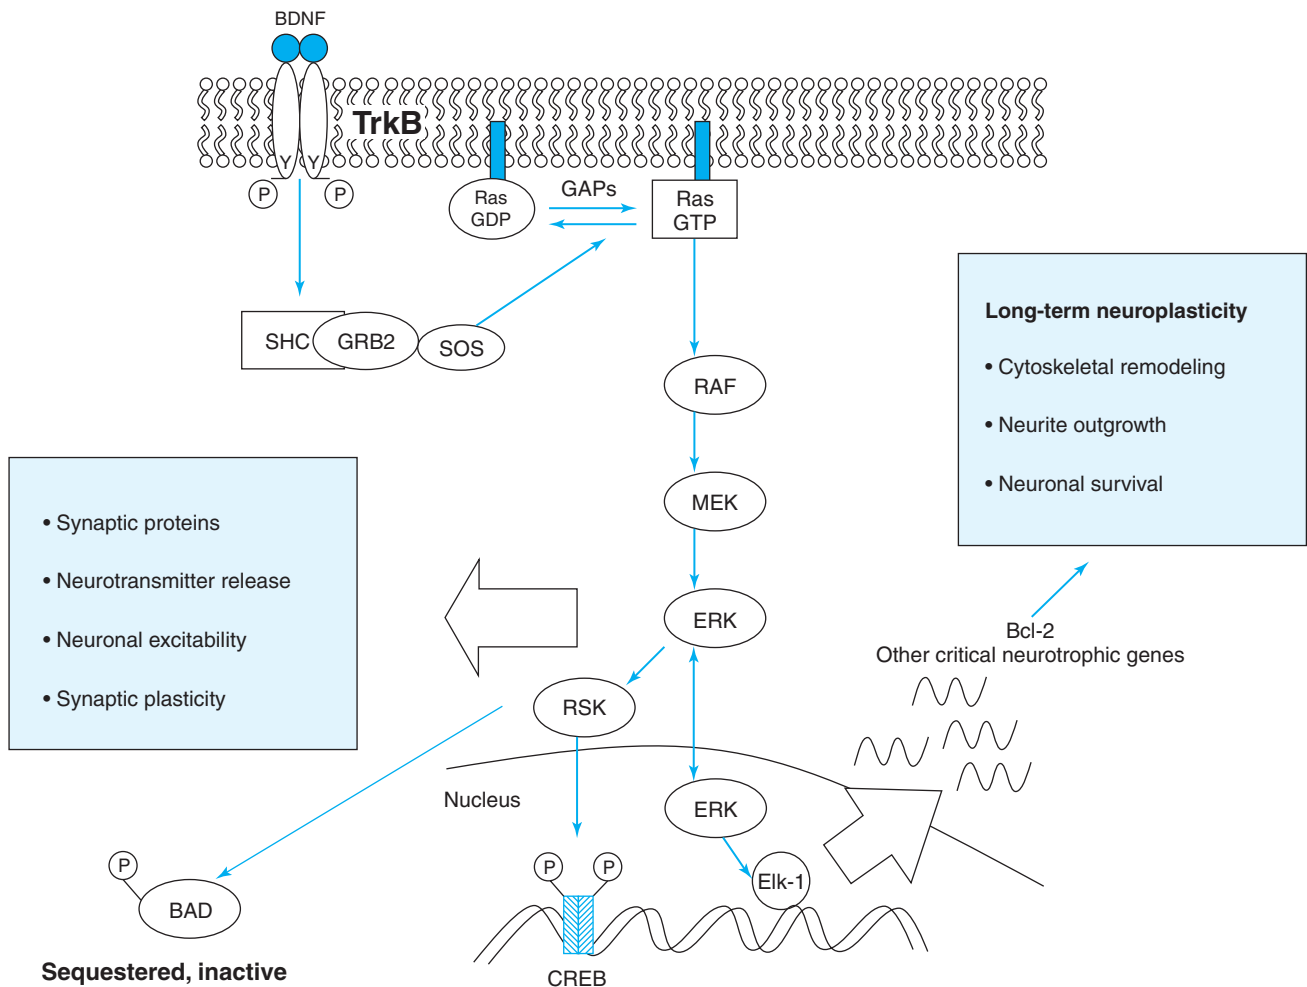 BDNF
TrkB
Y Y
P P
Ras
GDP
GAPs
Ras
GTP
SHC
GRB2
SOS
RAF
MEK
ERK
RSK
Nucleus
ERK
P P
Elk-1
CREB
P
BAD
Sequestered, inactive
• Synaptic proteins
• Neurotransmitter release
• Neuronal excitability
• Synaptic plasticity
Long-term neuroplasticity
• Cytoskeletal remodeling
• Neurite outgrowth
• Neuronal survival
Bcl-2
Other critical neurotrophic genes